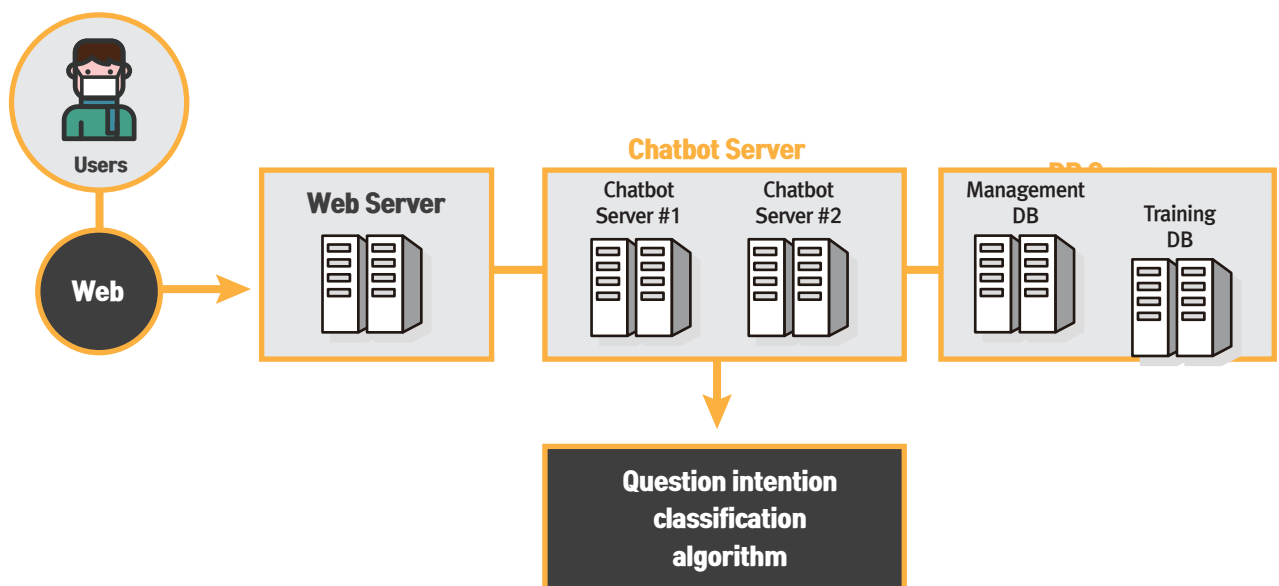 Users
Web
Web Server
Chatbot Server
Chatbot
Server #1
Chatbot
Server #2
Management
DB
Training
DB
Question intention
classification
algorithm